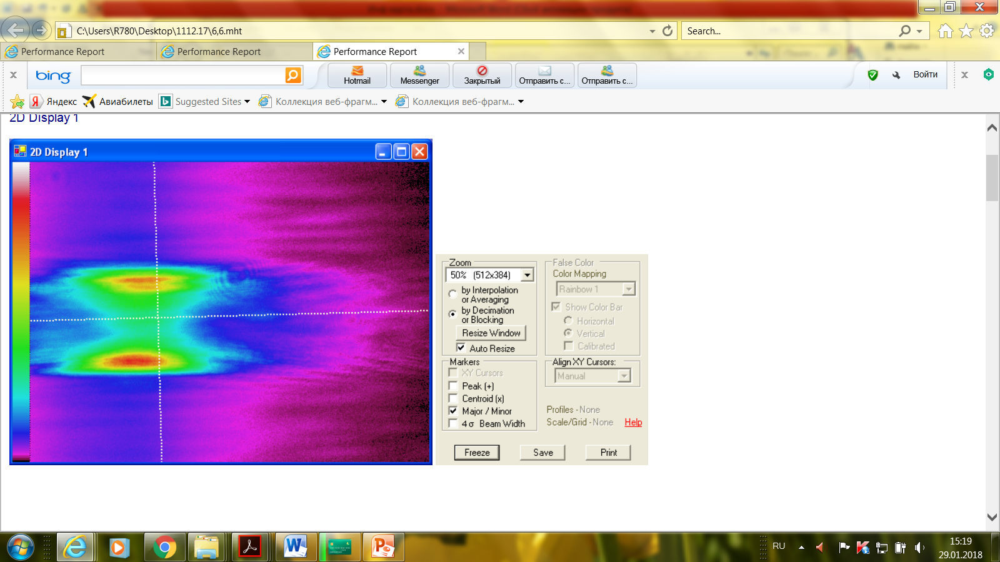 C:\Users\R780\Desktop\1112.17\6,6.mht
Search...
Performance Report
Performance Report
Performance Report
bing
Hotmail
Messenger
Закрытый
Отправить с...
Отправить с...
Войти
Яндекс
Авиабилеты
Suggested Sites
Коллекция веб-фрагм...
Коллекция веб-фрагм...
2D Display 1
2D Display 1
Zoom
50% (512x384)
by Interpolation
or Averaging
by Decimation
or Blocking
Resize Window
Auto Resize
False Color
Color Mapping
Rainbow 1
Show Color Bar
Horizontal
Vertical
Calibrated
Markers
XY Cursors
Peak (+)
Centroid (x)
Major / Minor
4 σ Beam Width
Align XY Cursors:
Manual
Profiles - None
Scale/Grid - None
Help
Freeze
Save
Print
RU
15:19
29.01.2018